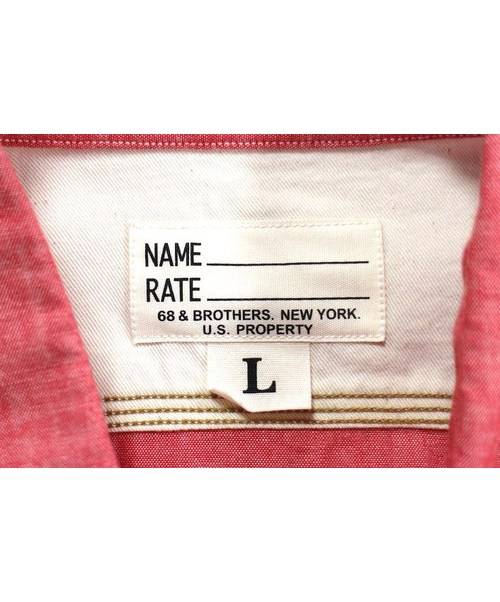 NAME
RATE
68 & BROTHERS. NEW YORK.
U.S. PROPERTY
L